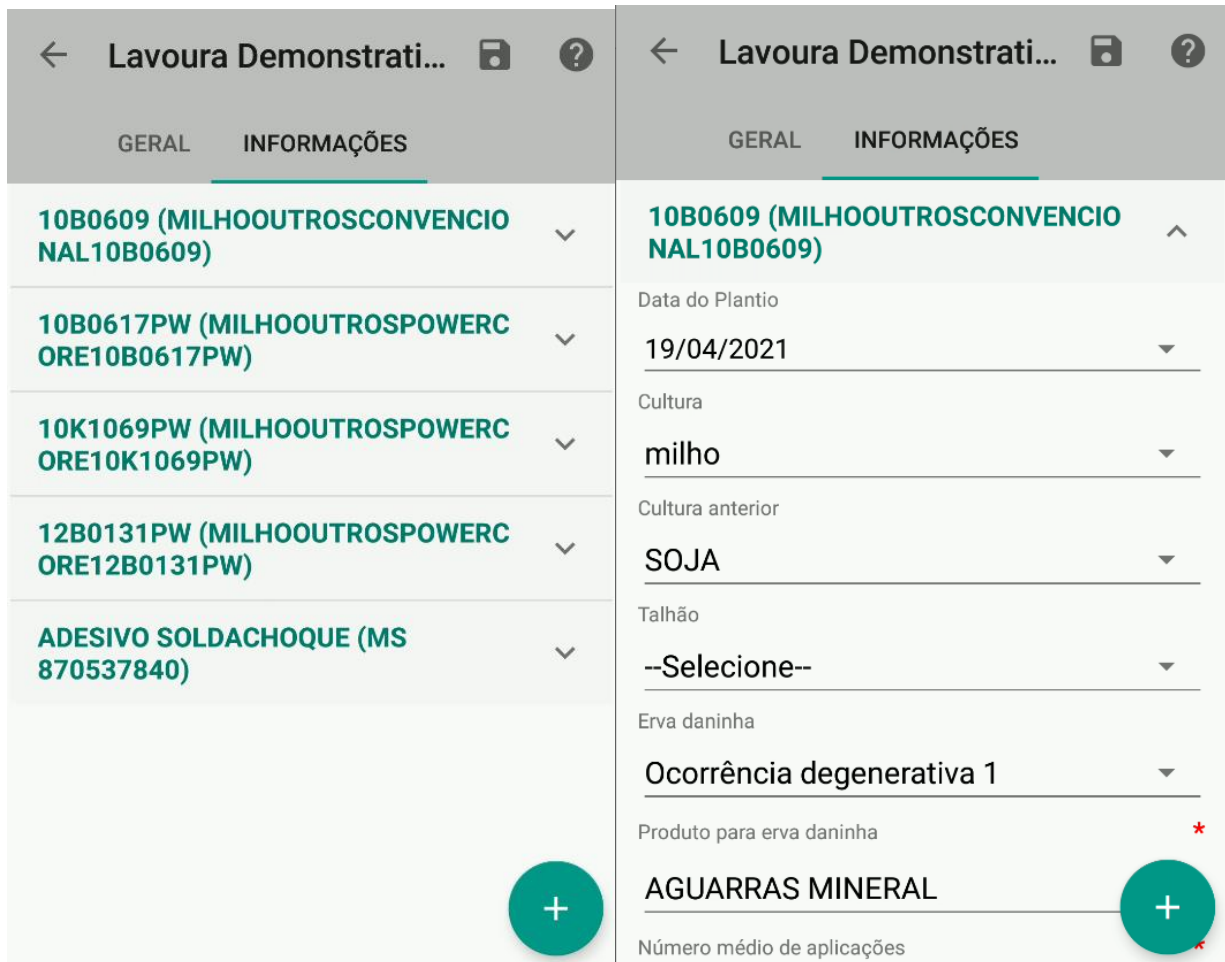 Lavoura Demonstrati...
GERAL INFORMAÇÕES
10B0609 (MILHOOUTROSCONVENCIO
NAL10B0609)
10B0617PW (MILHOOUTROSPOWERC
ORE10B0617PW)
10K1069PW (MILHOOUTROSPOWERC
ORE10K1069PW)
12B0131PW (MILHOOUTROSPOWERC
ORE12B0131PW)
ADESIVO SOLDACHOQUE (MS
870537840)
+
Lavoura Demonstrati...
GERAL INFORMAÇÕES
10B0609 (MILHOOUTROSCONVENCIO
NAL10B0609)
Data do Plantio
19/04/2021
Cultura
milho
Cultura anterior
SOJA
Talhão
--Selecione--
Erva daninha
Ocorrência degenerativa 1
Produto para erva daninha *
AGUARRAS MINERAL
+
Número médio de aplicações *